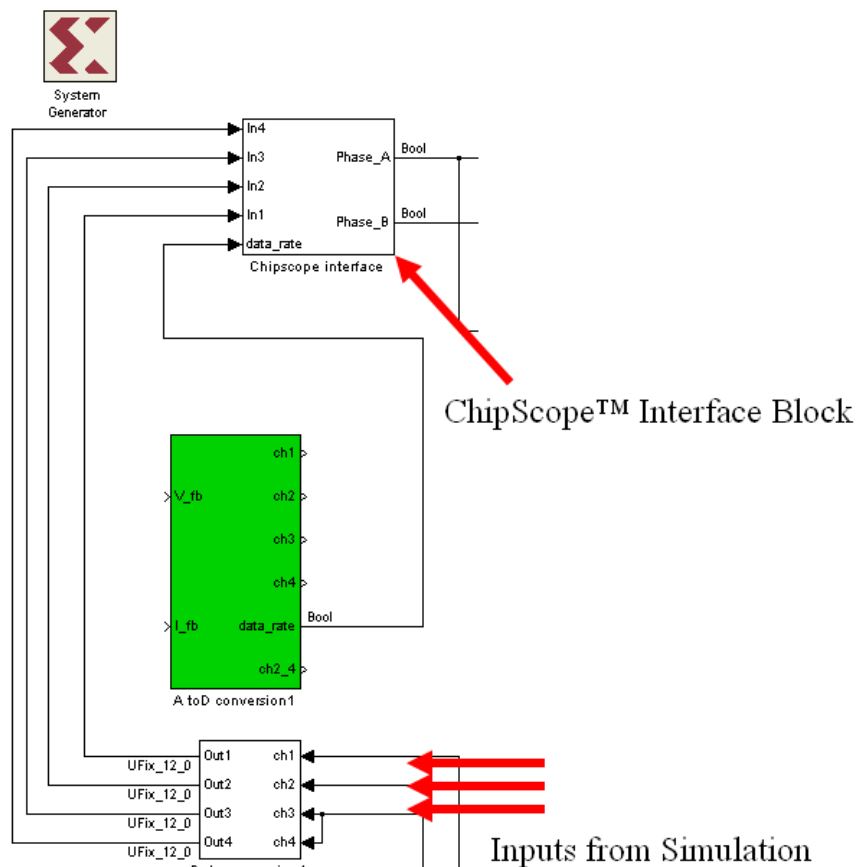 System
Generator
In4
In3
In2
In1
data_rate
Phase_A
Bool
Phase_B
Bool
Chipscope interface
ChipScope™ Interface Block
V_fb
I_fb
ch1
ch2
ch3
ch4
data_rate
ch2_4
Bool
A toD conversion1
UFix_12_0
UFix_12_0
UFix_12_0
UFix_12_0
Out1
Out2
Out3
Out4
ch1
ch2
ch3
ch4
Inputs from Simulation